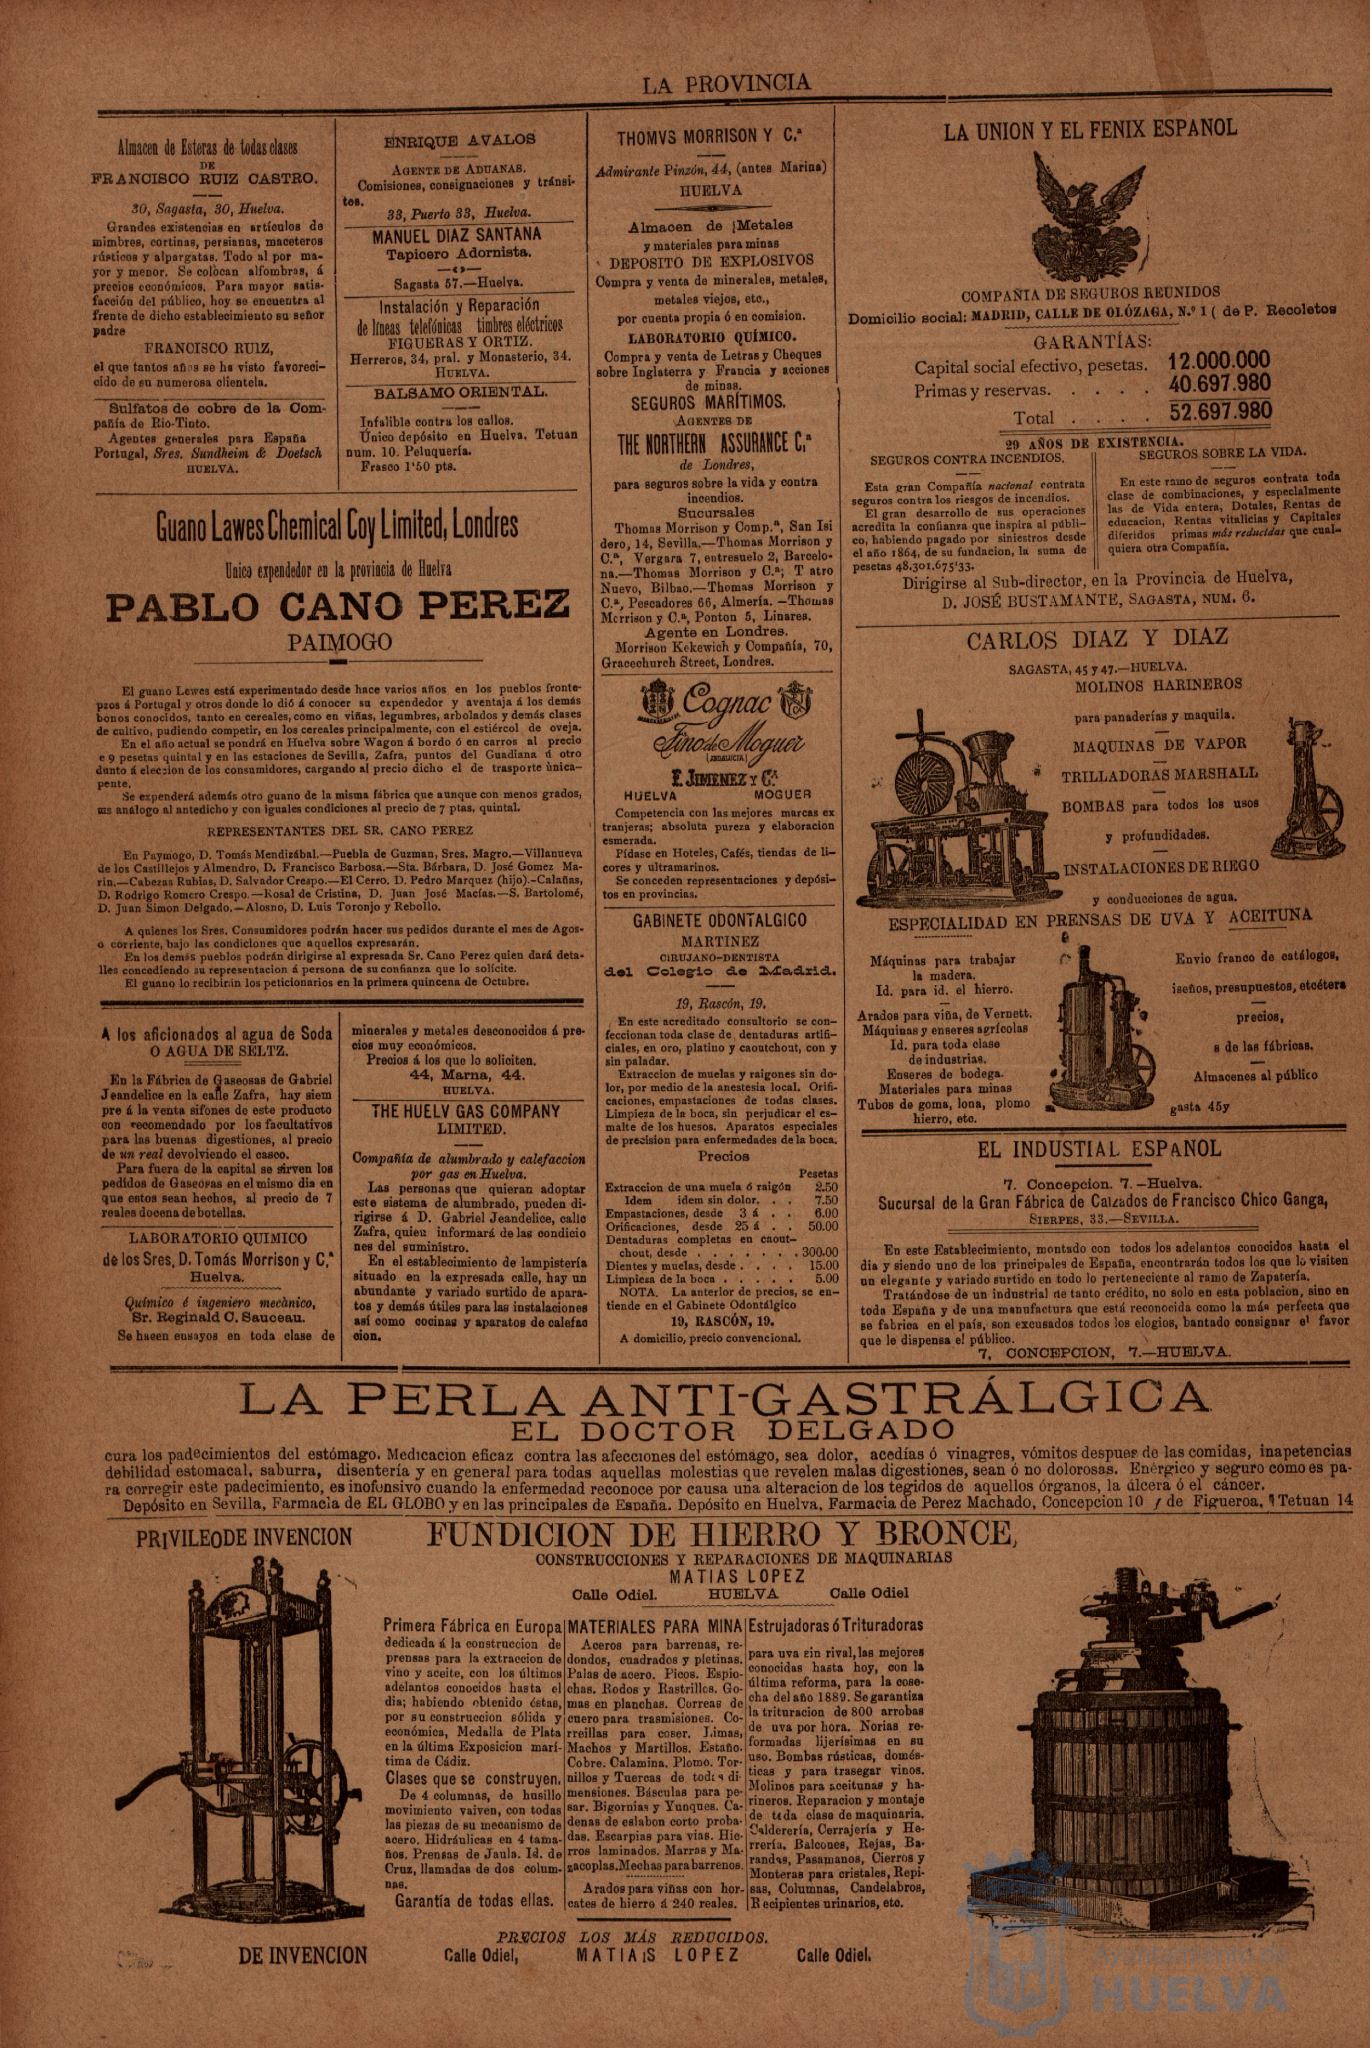 LA PROVINCIA
Almacen de Esteras de todas clases
DE
FRANCISCO RUIZ CASTRO.
30, Sagasta, 30, Huelva.
Grandes existencias en artículos de
mimbres, cortinas, persianas, maceteros
rústicos y alpargatas. Todo al por ma-
yor y menor. Se colocan alfombras, á
precios económicos. Para mayor satis-
facción del público, hoy se encuentra al
frente de dicho establecimiento su señor
padre
FRANCISCO RUIZ,
el que tantos años se ha visto favoreci-
cido de su numerosa clientela.
Sulfatos de cobre de la Com-
pañía de Rio-Tinto.
Agentes generales para España
Portugal, Sres. Sundheim & Doetsch
HUELVA.
ENRIQUE AVALOS
AGENTE DE ADUANAS.
Comisiones, consignaciones y tránsi-
tos.
33, Puerto 33, Huelva.
MANUEL DIAZ SANTANA
Tapicero Adornista.
Sagasta 57.—Huelva.
Instalación y Reparación
de líneas telefónicas timbres eléctricos
FIGUERAS Y ORTIZ.
Herreros, 34, pral. y Monasterio, 34.
HUELVA.
BALSAMO ORIENTAL.
Infalible contra los callos.
Único depósito en Huelva. Tetuan
num. 10. Peluquería.
Frasco 1'50 pts.
Guano Lawes Chemical Coy Limited, Londres
Unico expendedor en la provincia de Huelva
PABLO CANO PEREZ
PAIMOGO
El guano Lewes está experimentado desde hace varios años en los pueblos fronte-
pzos á Portugal y otros donde lo dió á conocer su expendedor y aventaja á los demás
bonos conocidos, tanto en cereales, como en viñas, legumbres, arbolados y demás clases
de cultivo, pudiendo competir, en los cereales principalmente, con el estiércol de oveja.
En el año actual se pondrá en Huelva sobre Wagon á bordo ó en carros al precio
e 9 pesetas quintal y en las estaciones de Sevilla, Zafra, puntos del Guadiana ú otro
dunto á eleccion de los consumidores, cargando al precio dicho el de trasporte ùnica-
pente.
Se expenderá además otro guano de la misma fábrica que aunque con menos grados,
ms análogo al antedicho y con iguales condiciones al precio de 7 ptas, quintal.
REPRESENTANTES DEL SR. CANO PEREZ
En Paymogo, D. Tomás Mendizábal.—Puebla de Guzman, Sres. Magro.—Villanueva
de los Castillejos y Almendro, D. Francisco Barbosa.—Sta. Bárbara, D. José Gomez Ma-
rin.—Cabezas Rubias, D. Salvador Crespo.—El Cerro. D. Pedro Marquez (hijo).-Calañas,
D. Rodrigo Romero Crespo.—Rosal de Cristina, D. Juan José Macías.—S. Bartolomé,
D. Juan Simon Delgado.—Alosno, D. Luis Toronjo y Rebollo.
A quienes los Sres. Consumidores podrán hacer sus pedidos durante el mes de Agos-
o corriente, bajo las condiciones que aquellos expresarán.
En los demás pueblos podrán dirigirse al expresada Sr. Cano Perez quien dará deta-
lles concediendo su representacion á persona de su confianza que lo solicite.
El guano lo recibirán los peticionarios en la primera quincena de Octubre.
A los aficionados al agua de Soda
O AGUA DE SELTZ.
En la Fábrica de Gaseosas de Gabriel
Jeandelice en la calle Zafra, hay siem
pre á la venta sifones de este producto
con recomendado por los facultativos
para las buenas digestiones, al precio
de un real devolviendo el casco.
Para fuera de la capital se sirven los
pedidos de Gaseosas en el mismo dia en
que estos sean hechos, al precio de 7
reales docena de botellas.
LABORATORIO QUIMICO
de los Sres, D. Tomás Morrison y C.ª
Huelva.
Químico é ingeniero mecànico,
Sr. Reginald C. Sauceau.
Se hacen ensayos en toda clase de
minerales y metales desconocidos á pre-
cios muy económicos.
Precios á los que lo soliciten.
44, Marna, 44.
HUELVA.
THE HUELV GAS COMPANY
LIMITED.
Compañía de alumbrado y calefaccion
por gas en Huelva.
Las personas que quieran adoptar
este sistema de alumbrado, pueden di-
rigirse á D. Gabriel Jeandelice, calle
Zafra, quien informará de las condicio
nes del suministro.
En el establecimento de lampistería
situado en la expresada calle, hay un
abundante y variado surtido de apara-
tos y demás útiles para las instalaciones
así como cocinas y aparatos de calefac
cion.
THOMVS MORRISON Y C.ª
Admirante Pinzón, 44, (antes Marina)
HUELVA
Almacen de ¡Metales
y materiales para minas
DEPOSITO DE EXPLOSIVOS
Compra y venta de minerales, metales,
metales viejos, etc.,
por cuenta propia ó en comision.
LABORATORIO QUÍMICO.
Compra y venta de Letras y Cheques
sobre Inglaterra y Francia y acciones
de minas.
SEGUROS MARÍTIMOS.
AGENTES DE
THE NORTHERN ASSURANCE C.ª
de Londres,
para seguros sobre la vida y contra
incendios.
Sucursales
Thomas Morrison y Comp.ª, San Isi
dero, 14, Sevilla.—Thomas Morrison y
C.ª, Vergara 7, entresuelo 2, Barcelo-
na.—Thomas Morrison y C.ª; T atro
Nuevo, Bilbao.—Thomas Morrison y
C.ª, Pescadores 66, Almería. —Thomas
Morrison y C.ª, Ponton 5, Linares.
Agente en Londres.
Morrison Kekewich y Compañía, 70,
Gracechurch Street, Londres.
Cognac
Fino de Moguer
(ANDALUCIA)
F. JIMENEZ Y C.ª
HUELVA MOGUER
Competencia con las mejores marcas ex
tranjeras; absoluta pureza y elaboracion
esmerada.
Pídase en Hoteles, Cafés, tiendas de li-
cores y ultramarinos.
Se conceden representaciones y depósi-
tos en provincias.
GABINETE ODONTALGICO
MARTINEZ
CIRUJANO-DENTISTA
del Colegio de Madrid.
19, Rascón, 19.
En este acreditado consultorio se con-
feccionan toda clase de dentaduras artifi-
ciales, en oro, platino y caoutchout, con y
sin paladar.
Extraccion de muelas y raigones sin do-
lor, por medio de la anestesia local. Orifi-
caciones, empastaciones de todas clases.
Limpieza de la boca, sin perjudicar el es-
malte de los huesos. Aparatos especiales
de precision para enfermedades de la boca.
Precios
Pesetas
Extraccion de una muela ó raigón 2.50
Idem idem sin dolor. . . 7.50
Empastaciones, desde 3 á . . 6.00
Orificaciones, desde 25 á . . 50.00
Dentaduras completas en caout-
chout, desde . . . . . . . 300.00
Dientes y muelas, desde . . . . 15.00
Limpieza de la boca . . . . . 5.00
NOTA. La anterior de precios, se en-
tiende en el Gabinete Odontálgico
19, RASCÓN, 19.
A domicilio, precio convencional.
LA UNION Y EL FENIX ESPAÑOL
COMPAÑIA DE SEGUROS REUNIDOS
Domicilio social: MADRID, CALLE DE OLÓZAGA, N.º 1 ( de P. Recoletos
GARANTÍAS:
Capital social efectivo, pesetas. 12.000.000
Primas y reservas. . . . . 40.697.980
Total . . . . 52.697.980
29 AÑOS DE EXISTENCIA.
SEGUROS CONTRA INCENDIOS.
Esta gran Compañía nacional contrata
seguros contra los riesgos de incendios.
El gran desarrollo de sus operaciones
acredita la confianza que inspira al públi-
co, habiendo pagado por siniestros desde
el año 1864, de su fundacion, la suma de
pesetas 48.301.675'33.
SEGUROS SOBRE LA VIDA.
En este ramo de seguros contrata toda
clase de combinaciones, y especialmente
las de Vida entera, Dotales, Rentas de
educacion, Rentas vitalicias y Capitales
diferidos primas más reducidas que cual-
quiera otra Compañía.
Dirigirse al Sub-director, en la Provincia de Huelva,
D. JOSÉ BUSTAMANTE, SAGASTA, NUM. 6.
CARLOS DIAZ Y DIAZ
SAGASTA, 45 y 47.—HUELVA.
MOLINOS HARINEROS
para panaderías y maquila.
MAQUINAS DE VAPOR
TRILLADORAS MARSHALL
BOMBAS para todos los usos
y profundidades.
INSTALACIONES DE RIEGO
y conducciones de agua.
ESPECIALIDAD EN PRENSAS DE UVA Y ACEITUNA
Máquinas para trabajar
la madera.
Id. para id. el hierro.
Arados para viña, de Vernett.
Máquinas y enseres agrícolas
Id. para toda clase
de industrias.
Enseres de bodega.
Materiales para minas
Tubos de goma, lona, plomo
hierro, etc.
Envio franco de catálogos,
iseños, presupuestos, etcétera
precios,
s de las fábricas.
Almacenes al público
gasta 45y
EL INDUSTIAL ESPAÑOL
7. Concepcion. 7.—Huelva.
Sucursal de la Gran Fábrica de Calzados de Francisco Chico Ganga,
SIERPES, 33.—SEVILLA.
En este Establecimiento, montado con todos los adelantos conocidos hasta el
dia y siendo uno de los principales de España, encontrarán todos los que lo visiten
un elegante y variado surtido en todo lo perteneciente al ramo de Zapatería.
Tratándose de un industrial de tanto crédito, no solo en esta poblacion, sino en
toda España y de una manufactura que está reconocida como la más perfecta que
se fabrica en el país, son excusados todos los elogios, bantado consignar el favor
que le dispensa el público.
7, CONCEPCION, 7.—HUELVA.
LA PERLA ANTI-GASTRÁLGICA
EL DOCTOR DELGADO
cura los padecimientos del estómago. Medicacion eficaz contra las afecciones del estómago, sea dolor, acedías ó vinagres, vómitos despues de las comidas, inapetencias
debilidad estomacal, saburra, disentería y en general para todas aquellas molestias que revelen malas digestiones, sean ó no dolorosas. Enérgico y seguro como es pa-
ra corregir este padecimiento, es inofensivo cuando la enfermedad reconoce por causa una alteracion de los tegidos de aquellos órganos, la úlcera ó el cáncer.
Depósito en Sevilla, Farmacia de EL GLOBO y en las principales de España. Depósito en Huelva, Farmacia de Perez Machado, Concepcion 10 y de Figueroa, Tetuan 14
PRIVILEODE INVENCION
DE INVENCION
FUNDICION DE HIERRO Y BRONCE,
CONSTRUCCIONES Y REPARACIONES DE MAQUINARIAS
MATIAS LOPEZ
Calle Odiel. HUELVA Calle Odiel
Primera Fábrica en Europa
dedicada á la construccion de
prensas para la extraccion de
vino y aceite, con los últimos
adelantos conocidos hasta el
dia; habiendo obtenido éstas,
por su construccion sólida y
económica, Medalla de Plata
en la última Exposicion marí-
tima de Cádiz.
Clases que se construyen.
De 4 columnas, de husillo
movimiento vaiven, con todas
las piezas de su mecanismo de
acero. Hidráulicas en 4 tama-
ños. Prensas de Jaula. Id. de
Cruz, llamadas de dos colum-
nas.
Garantía de todas ellas.
MATERIALES PARA MINA
Aceros para barrenas, re-
dondos, cuadrados y pletinas.
Palas de acero. Picos. Espio-
chas. Rodos y Rastrillos. Go-
mas en planchas. Correas de
cuero para trasmisiones. Co-
rreillas para coser. Limas,
Machos y Martillos. Estaño.
Cobre. Calamina. Plomo. Tor-
nillos y Tuercas de todas di-
mensiones. Básculas para pe-
sar. Bigornias y Yunques. Ca-
denas de eslabon corto proba-
das. Escarpias para vias. Hie-
rros laminados. Marras y Ma-
zacoplas. Mechas para barrenos.
Arados para viñas con hor-
cates de hierro á 240 reales.
Estrujadoras ó Trituradoras
para uva sin rival, las mejores
conocidas hasta hoy, con la
última reforma, para la cose-
cha del año 1889. Se garantiza
la trituracion de 800 arrobas
de uva por hora. Norias re-
formadas lijerísimas en su
uso. Bombas rústicas, domés-
ticas y para trasegar vinos.
Molinos para aceitunas y ha-
rineros. Reparacion y montaje
de toda clase de maquinaria.
Calderería, Cerrajería y He-
rrería. Balcones, Rejas, Ba-
randas, Pasamanos, Cierros y
Monteras para cristales, Repi-
sas, Columnas, Candelabros,
Recipientes urinarios, etc.
PRECIOS LOS MÁS REDUCIDOS.
Calle Odiel, MATIAS LOPEZ Calle Odiel.
Ayuntamiento de
HUELVA